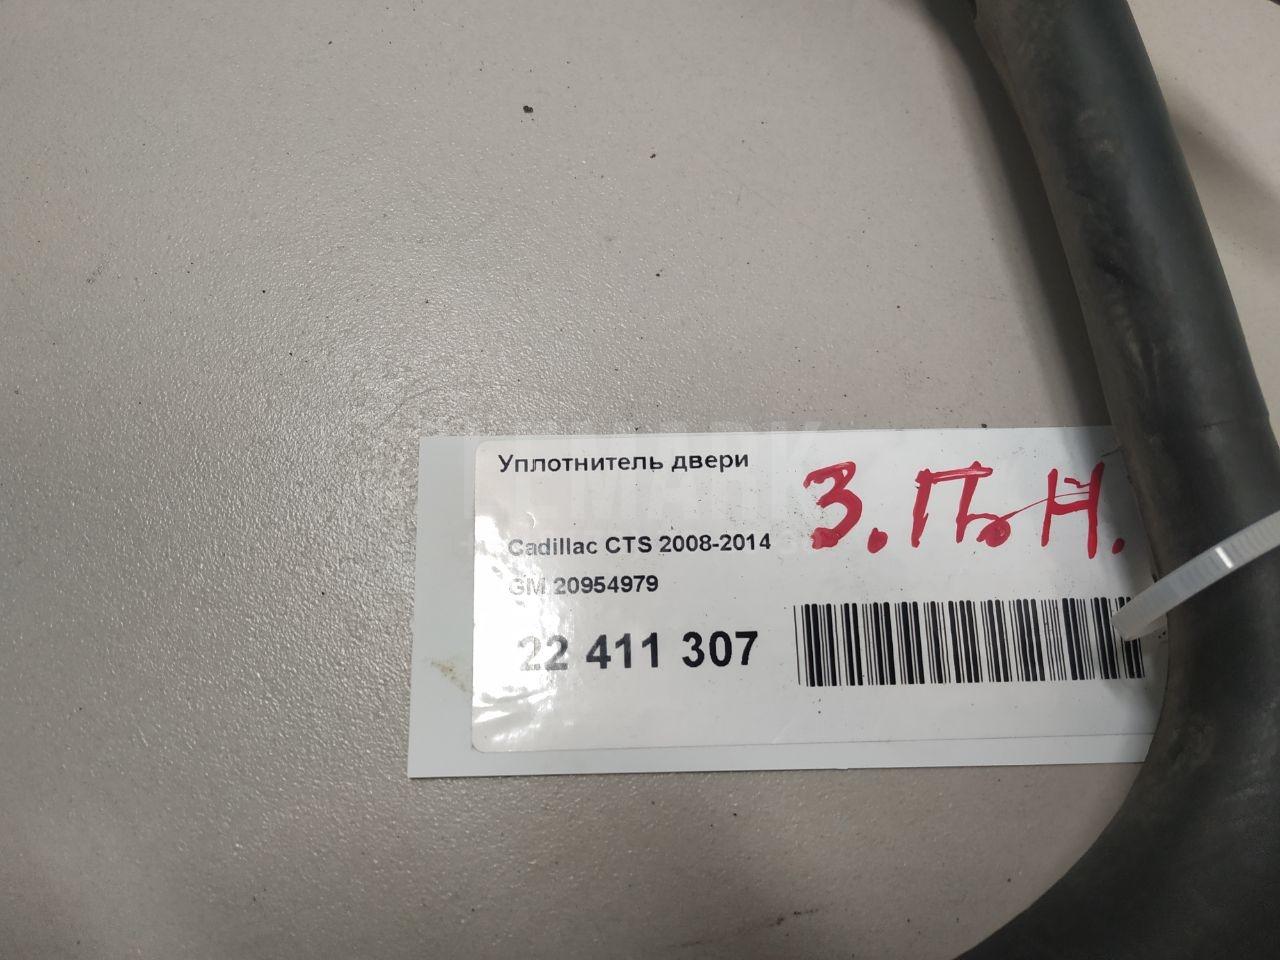 Уплотнитель двери
З.П. Н.
Cadillac CTS 2008-2014
GM 20954979
22 411 307